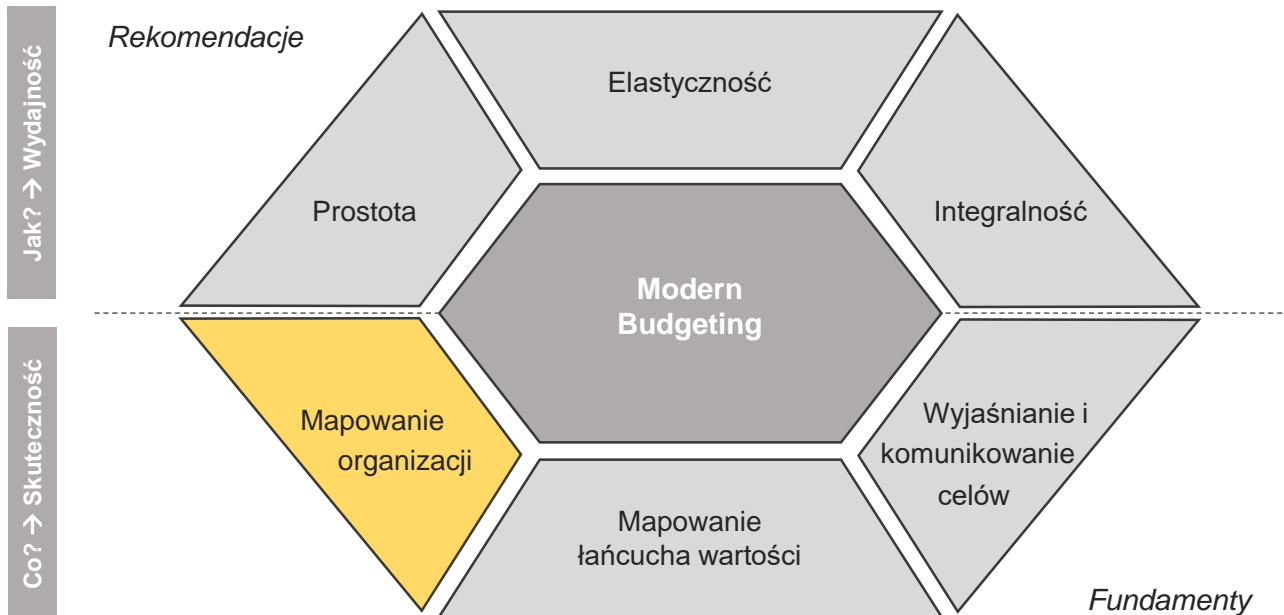 Rekomendacje
Jak? → Wydajność
Elastyczność
Prostota
Integralność
Modern
Budgeting
Co? → Skuteczność
Mapowanie
organizacji
Wyjaśnianie i
komunikowanie
celów
Mapowanie
łańcucha wartości
Fundamenty